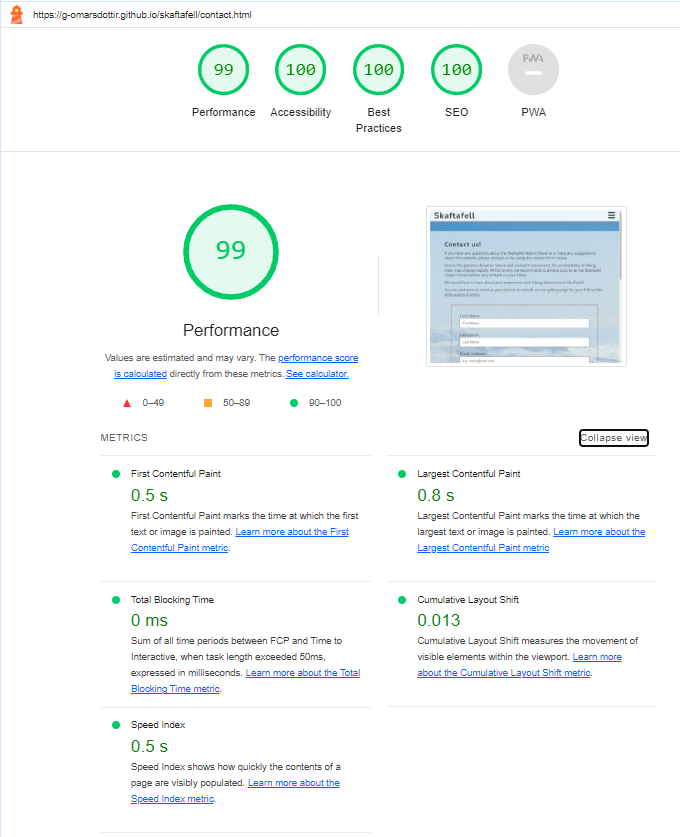 https://g-omarsdottir.github.io/skaftafell/contact.html
99
100
100
100
PWA
Performance
Accessibility
Best
Practices
SEO
PWA
99
Performance
Values are estimated and may vary. The performance score
is calculated directly from these metrics. See calculator.
0–49
50–89
90–100
Skaftafell
Contact us!
First Name
Last Name
METRICS
Collapse view
First Contentful Paint
0.5 s
First Contentful Paint marks the time at which the first
text or image is painted. Learn more about the First
Contentful Paint metric.
Largest Contentful Paint
0.8 s
Largest Contentful Paint marks the time at which the
largest text or image is painted. Learn more about the
Largest Contentful Paint metric
Total Blocking Time
0 ms
Sum of all time periods between FCP and Time to
Interactive, when task length exceeded 50ms,
expressed in milliseconds. Learn more about the Total
Blocking Time metric.
Cumulative Layout Shift
0.013
Cumulative Layout Shift measures the movement of
visible elements within the viewport. Learn more
about the Cumulative Layout Shift metric.
Speed Index
0.5 s
Speed Index shows how quickly the contents of a
page are visibly populated. Learn more about the
Speed Index metric.